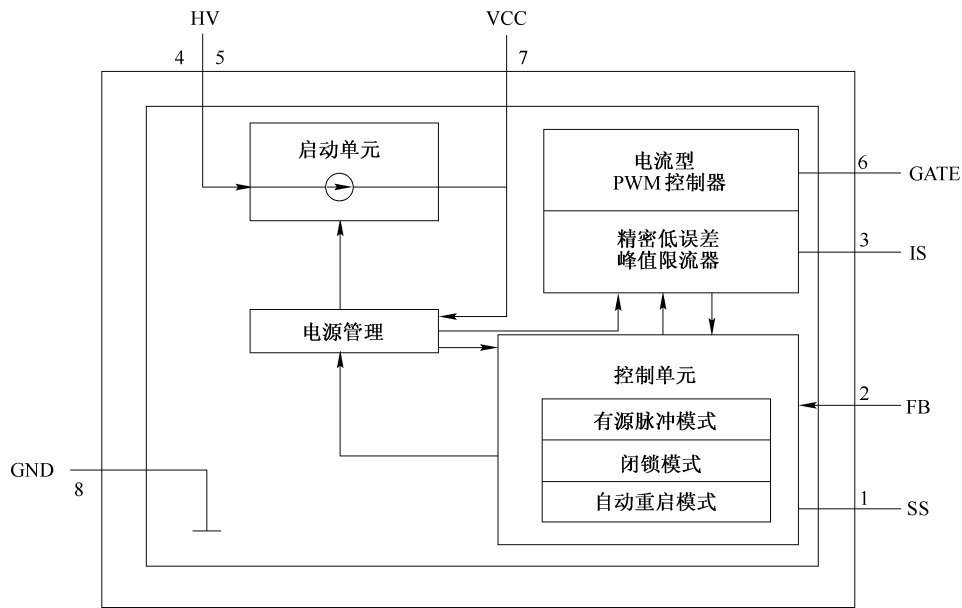 HV
VCC
4
5
7
启动单元
电流型
PWM 控制器
6
GATE
精密低误差
峰值限流器
3
IS
电源管理
控制单元
2
FB
有源脉冲模式
闭锁模式
自动重启模式
1
SS
GND
8